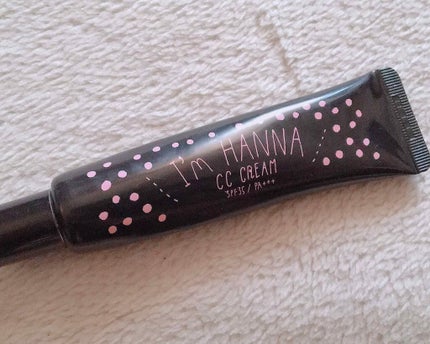 I'm HANNA
CC CREAM
SPF35/ PA+++